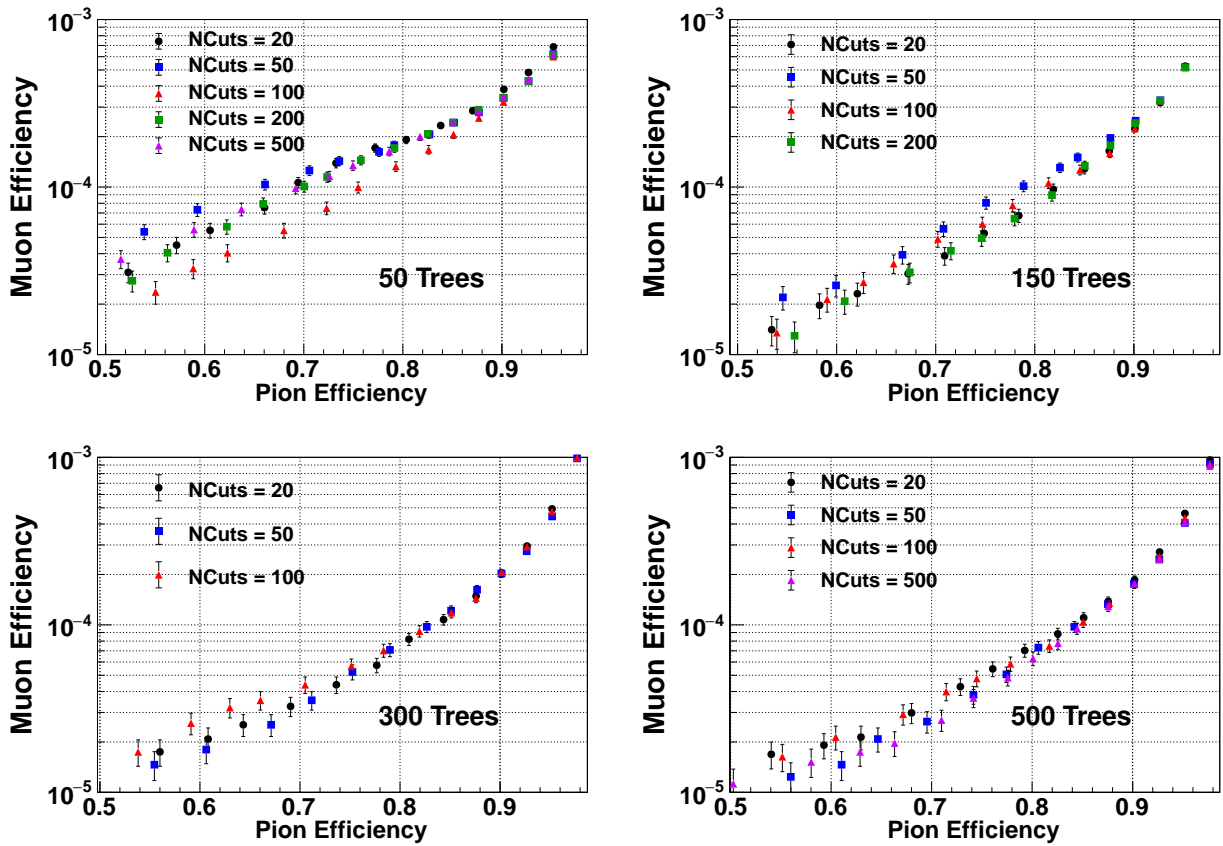 10⁻³
NCuts = 20
NCuts = 50
NCuts = 100
NCuts = 200
NCuts = 500
10⁻⁴
50 Trees
10⁻⁵
0.5 0.6 0.7 0.8 0.9
Pion Efficiency
Muon Efficiency
10⁻³
NCuts = 20
NCuts = 50
NCuts = 100
NCuts = 200
10⁻⁴
150 Trees
10⁻⁵
0.5 0.6 0.7 0.8 0.9
Pion Efficiency
Muon Efficiency
10⁻³
NCuts = 20
NCuts = 50
NCuts = 100
10⁻⁴
300 Trees
10⁻⁵
0.5 0.6 0.7 0.8 0.9
Pion Efficiency
Muon Efficiency
10⁻³
NCuts = 20
NCuts = 50
NCuts = 100
NCuts = 500
10⁻⁴
500 Trees
10⁻⁵
0.5 0.6 0.7 0.8 0.9
Pion Efficiency
Muon Efficiency